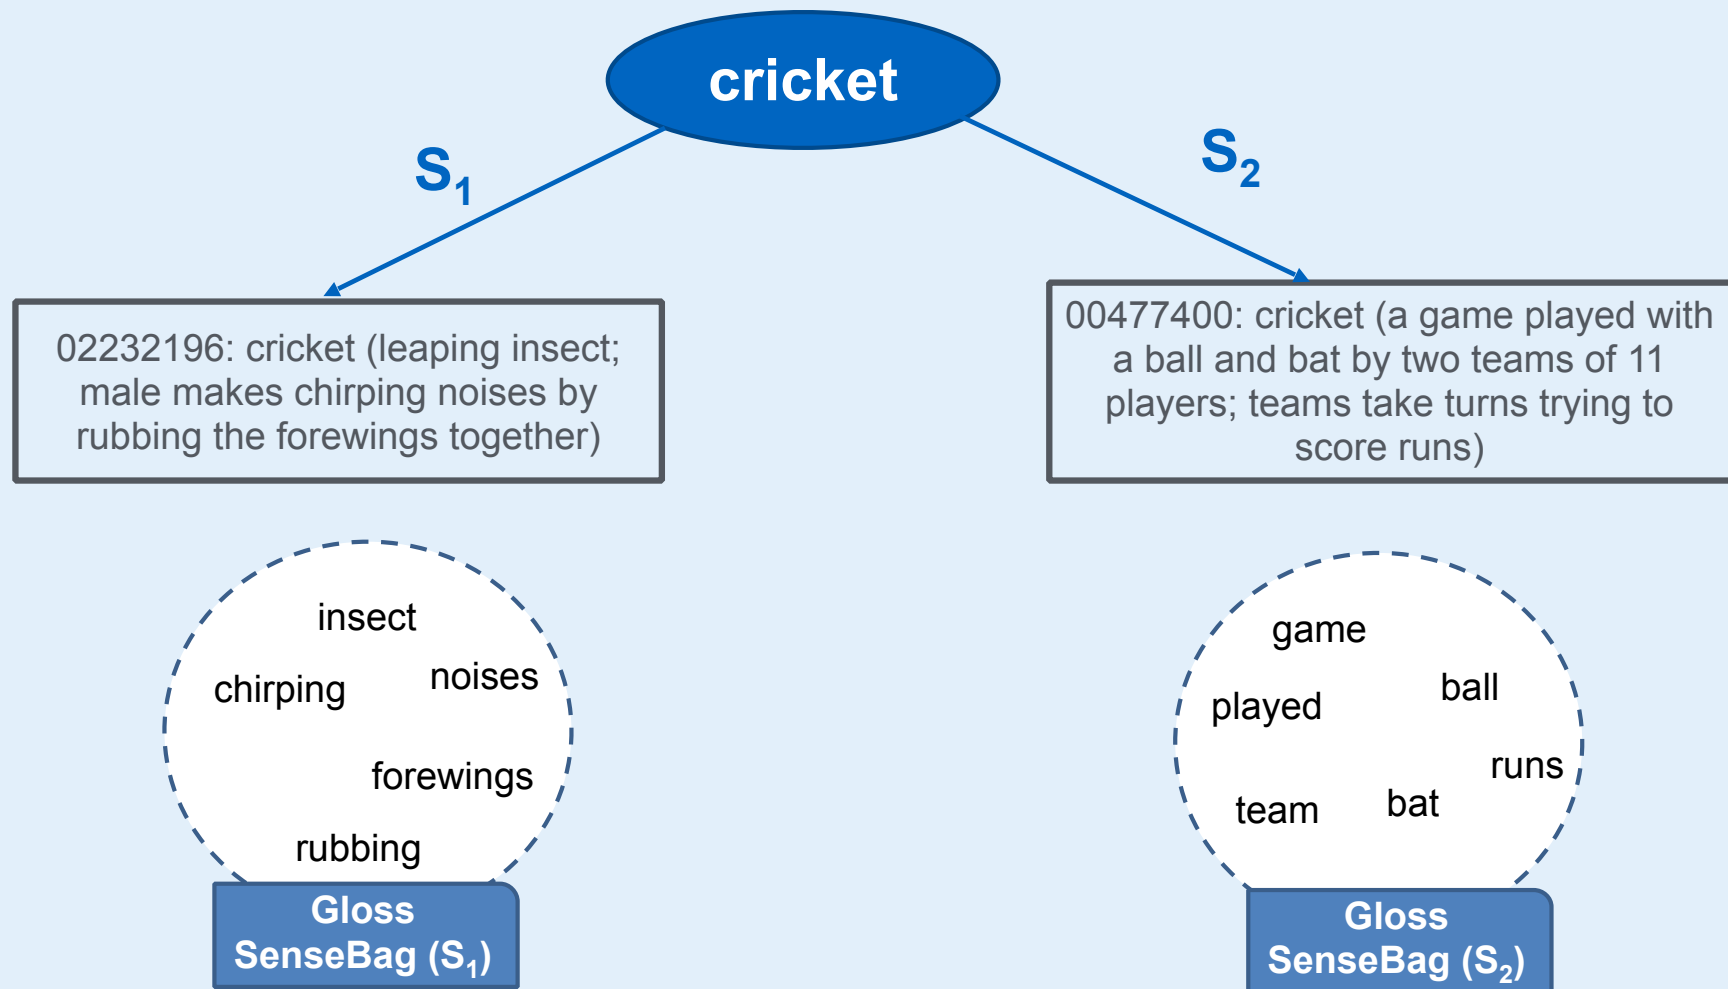 cricket
S1
S2
02232196: cricket (leaping insect;
male makes chirping noises by
rubbing the forewings together)
00477400: cricket (a game played with
a ball and bat by two teams of 11
players; teams take turns trying to
score runs)
insect
chirping
noises
forewings
rubbing
Gloss
SenseBag (S1)
game
played
ball
runs
team
bat
Gloss
SenseBag (S2)